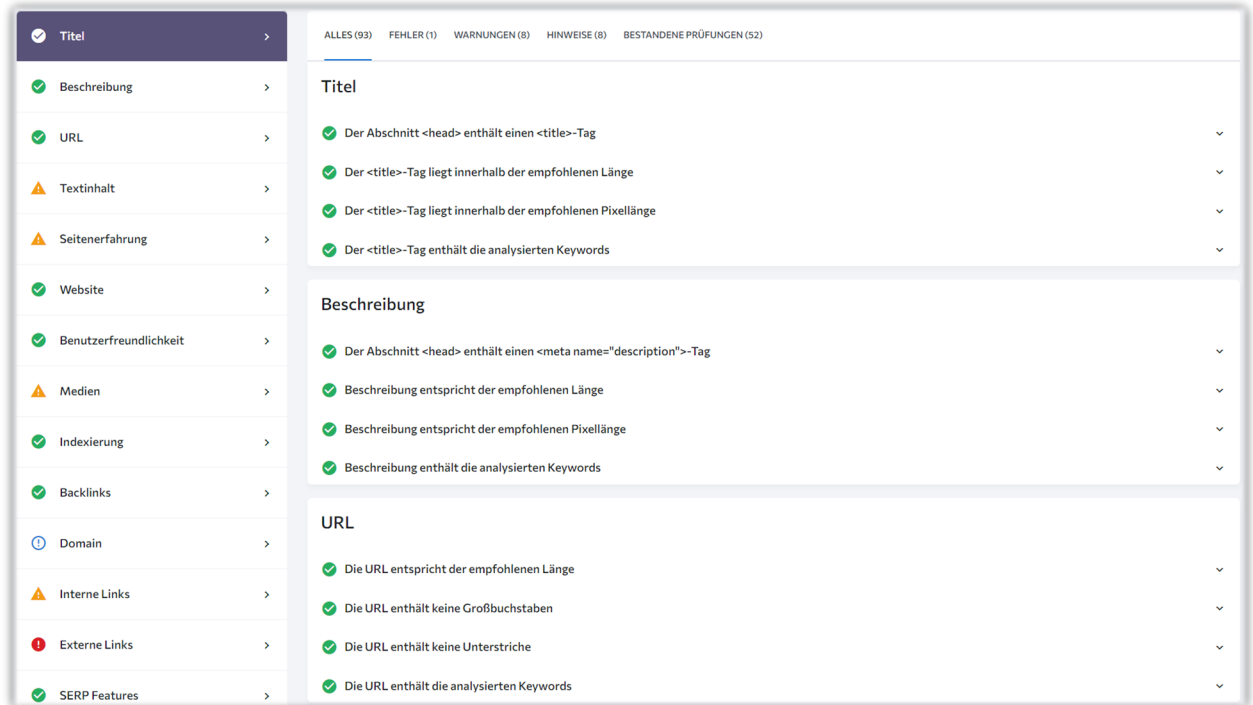 Titel
Beschreibung
URL
Textinhalt
Seitenerfahrung
Website
Benutzerfreundlichkeit
Medien
Indexierung
Backlinks
Domain
Interne Links
Externe Links
SERP Features
ALLES (93) FEHLER (1) WARNUNGEN (8) HINWEISE (8) BESTANDENE PRÜFUNGEN (52)
Titel
Der Abschnitt <head> enthält einen <title>-Tag
Der <title>-Tag liegt innerhalb der empfohlenen Länge
Der <title>-Tag liegt innerhalb der empfohlenen Pixellänge
Der <title>-Tag enthält die analysierten Keywords
Beschreibung
Der Abschnitt <head> enthält einen <meta name="description">-Tag
Beschreibung entspricht der empfohlenen Länge
Beschreibung entspricht der empfohlenen Pixellänge
Beschreibung enthält die analysierten Keywords
URL
Die URL entspricht der empfohlenen Länge
Die URL enthält keine Großbuchstaben
Die URL enthält keine Unterstriche
Die URL enthält die analysierten Keywords